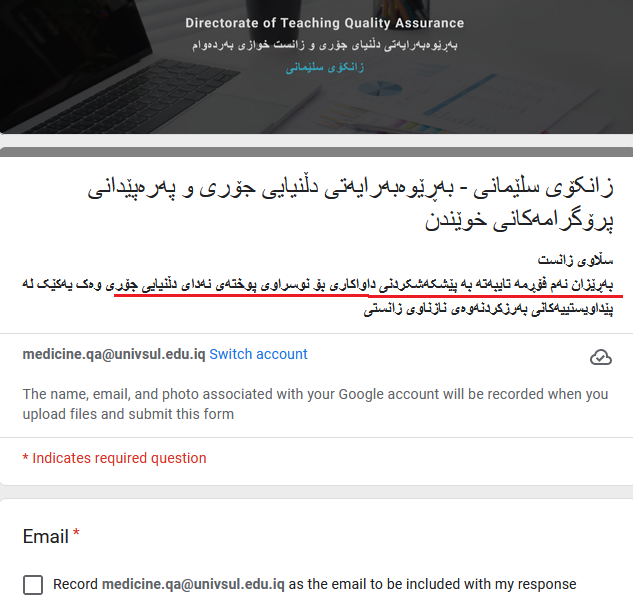 Directorate of Teaching Quality Assurance
بەڕێوەبەرایەتی دڵنیای جۆری و زانست خوازی بەردەوام
زانکۆی سلێمانی
زانکۆی سلێمانی - بەڕێوەبەرایەتی دڵنیایی جۆری و پەرەپێدانی
پرۆگرامەکانی خوێندن
سڵاوی زانست
بەڕێزان ئەم فۆڕمە تایبەتە بە پێشکەشکردنی داواکاری بۆ نوسراوی پوختەی ئەدای دڵنیایی جۆری وەک یەکێک لە
پێداویستییەکانی بەرزکردنەوەی نازناوی زانستی
medicine.qa@univsul.edu.iq Switch account
The name, email, and photo associated with your Google account will be recorded when you
upload files and submit this form
* Indicates required question
Email *
Record medicine.qa@univsul.edu.iq as the email to be included with my response